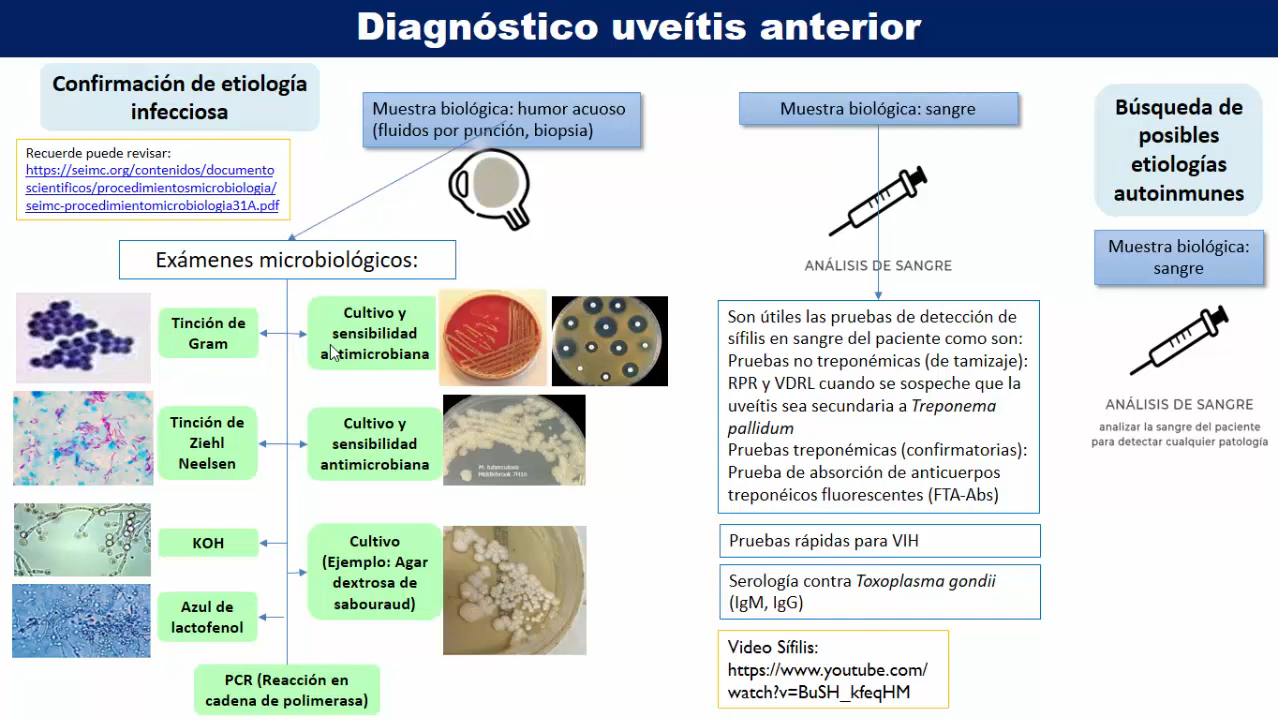 Diagnóstico uveítis anterior
Confirmación de etiología
infecciosa
Recuerde puede revisar:
https://seimc.org/contenidos/documento
scientificos/procedimientosmicrobiologia/
seimc-procedimientomicrobiologia31A.pdf
Muestra biológica: humor acuoso
(fluidos por punción, biopsia)
Exámenes microbiológicos:
Tinción de
Gram
Cultivo y
sensibilidad
antimicrobiana
Tinción de
Ziehl
Neelsen
Cultivo y
sensibilidad
antimicrobiana
M. tuberculosis
Middlebrook 7H10
KOH
Cultivo
(Ejemplo: Agar
dextrosa de
sabouraud)
Azul de
lactofenol
PCR (Reacción en
cadena de polimerasa)
Muestra biológica: sangre
ANÁLISIS DE SANGRE
Son útiles las pruebas de detección de
sífilis en sangre del paciente como son:
Pruebas no treponémicas (de tamizaje):
RPR y VDRL cuando se sospeche que la
uveítis sea secundaria a Treponema
pallidum
Pruebas treponémicas (confirmatorias):
Prueba de absorción de anticuerpos
treponéicos fluorescentes (FTA-Abs)
Pruebas rápidas para VIH
Serología contra Toxoplasma gondii
(IgM, IgG)
Video Sífilis:
https://www.youtube.com/
watch?v=BuSH_kfeqHM
Búsqueda de
posibles
etiologías
autoinmunes
Muestra biológica:
sangre
ANÁLISIS DE SANGRE
analizar la sangre del paciente
para detectar cualquier patología